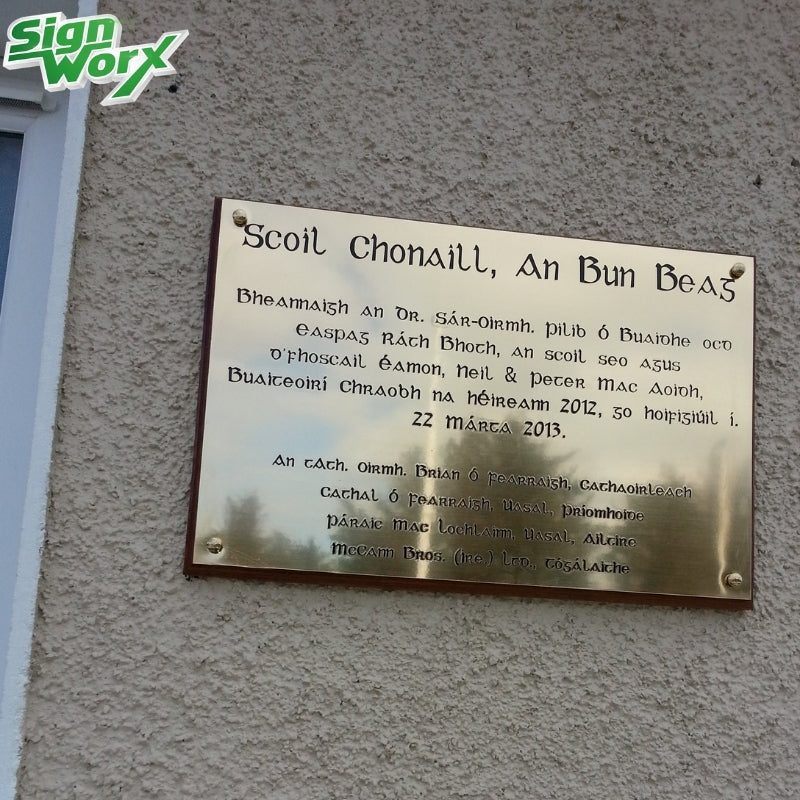 Sign
Worx
Scoil Chonaill, An Bun Beag
Bheannaigh an Dr. Sár-Oirmh. Pilib Ó Buaidhe OCD
Easpag Ráth Bhoth, an scoil seo agus
d'fhoscail Éamon, Neil & Peter Mac Aoidh,
Buaiteoirí Chraobh na hÉireann 2012, go hoifigiúil í.
22 Márta 2013.
An tAth. Oirmh. Brian Ó Fearraigh, Cathaoirleach
Cathal Ó Fearraigh, Uasal, Príomhoide
Páraic Mac Lochlainn, Uasal, Ailtire
McCann Bros. (Ire.) Ltd., Tógálaithe